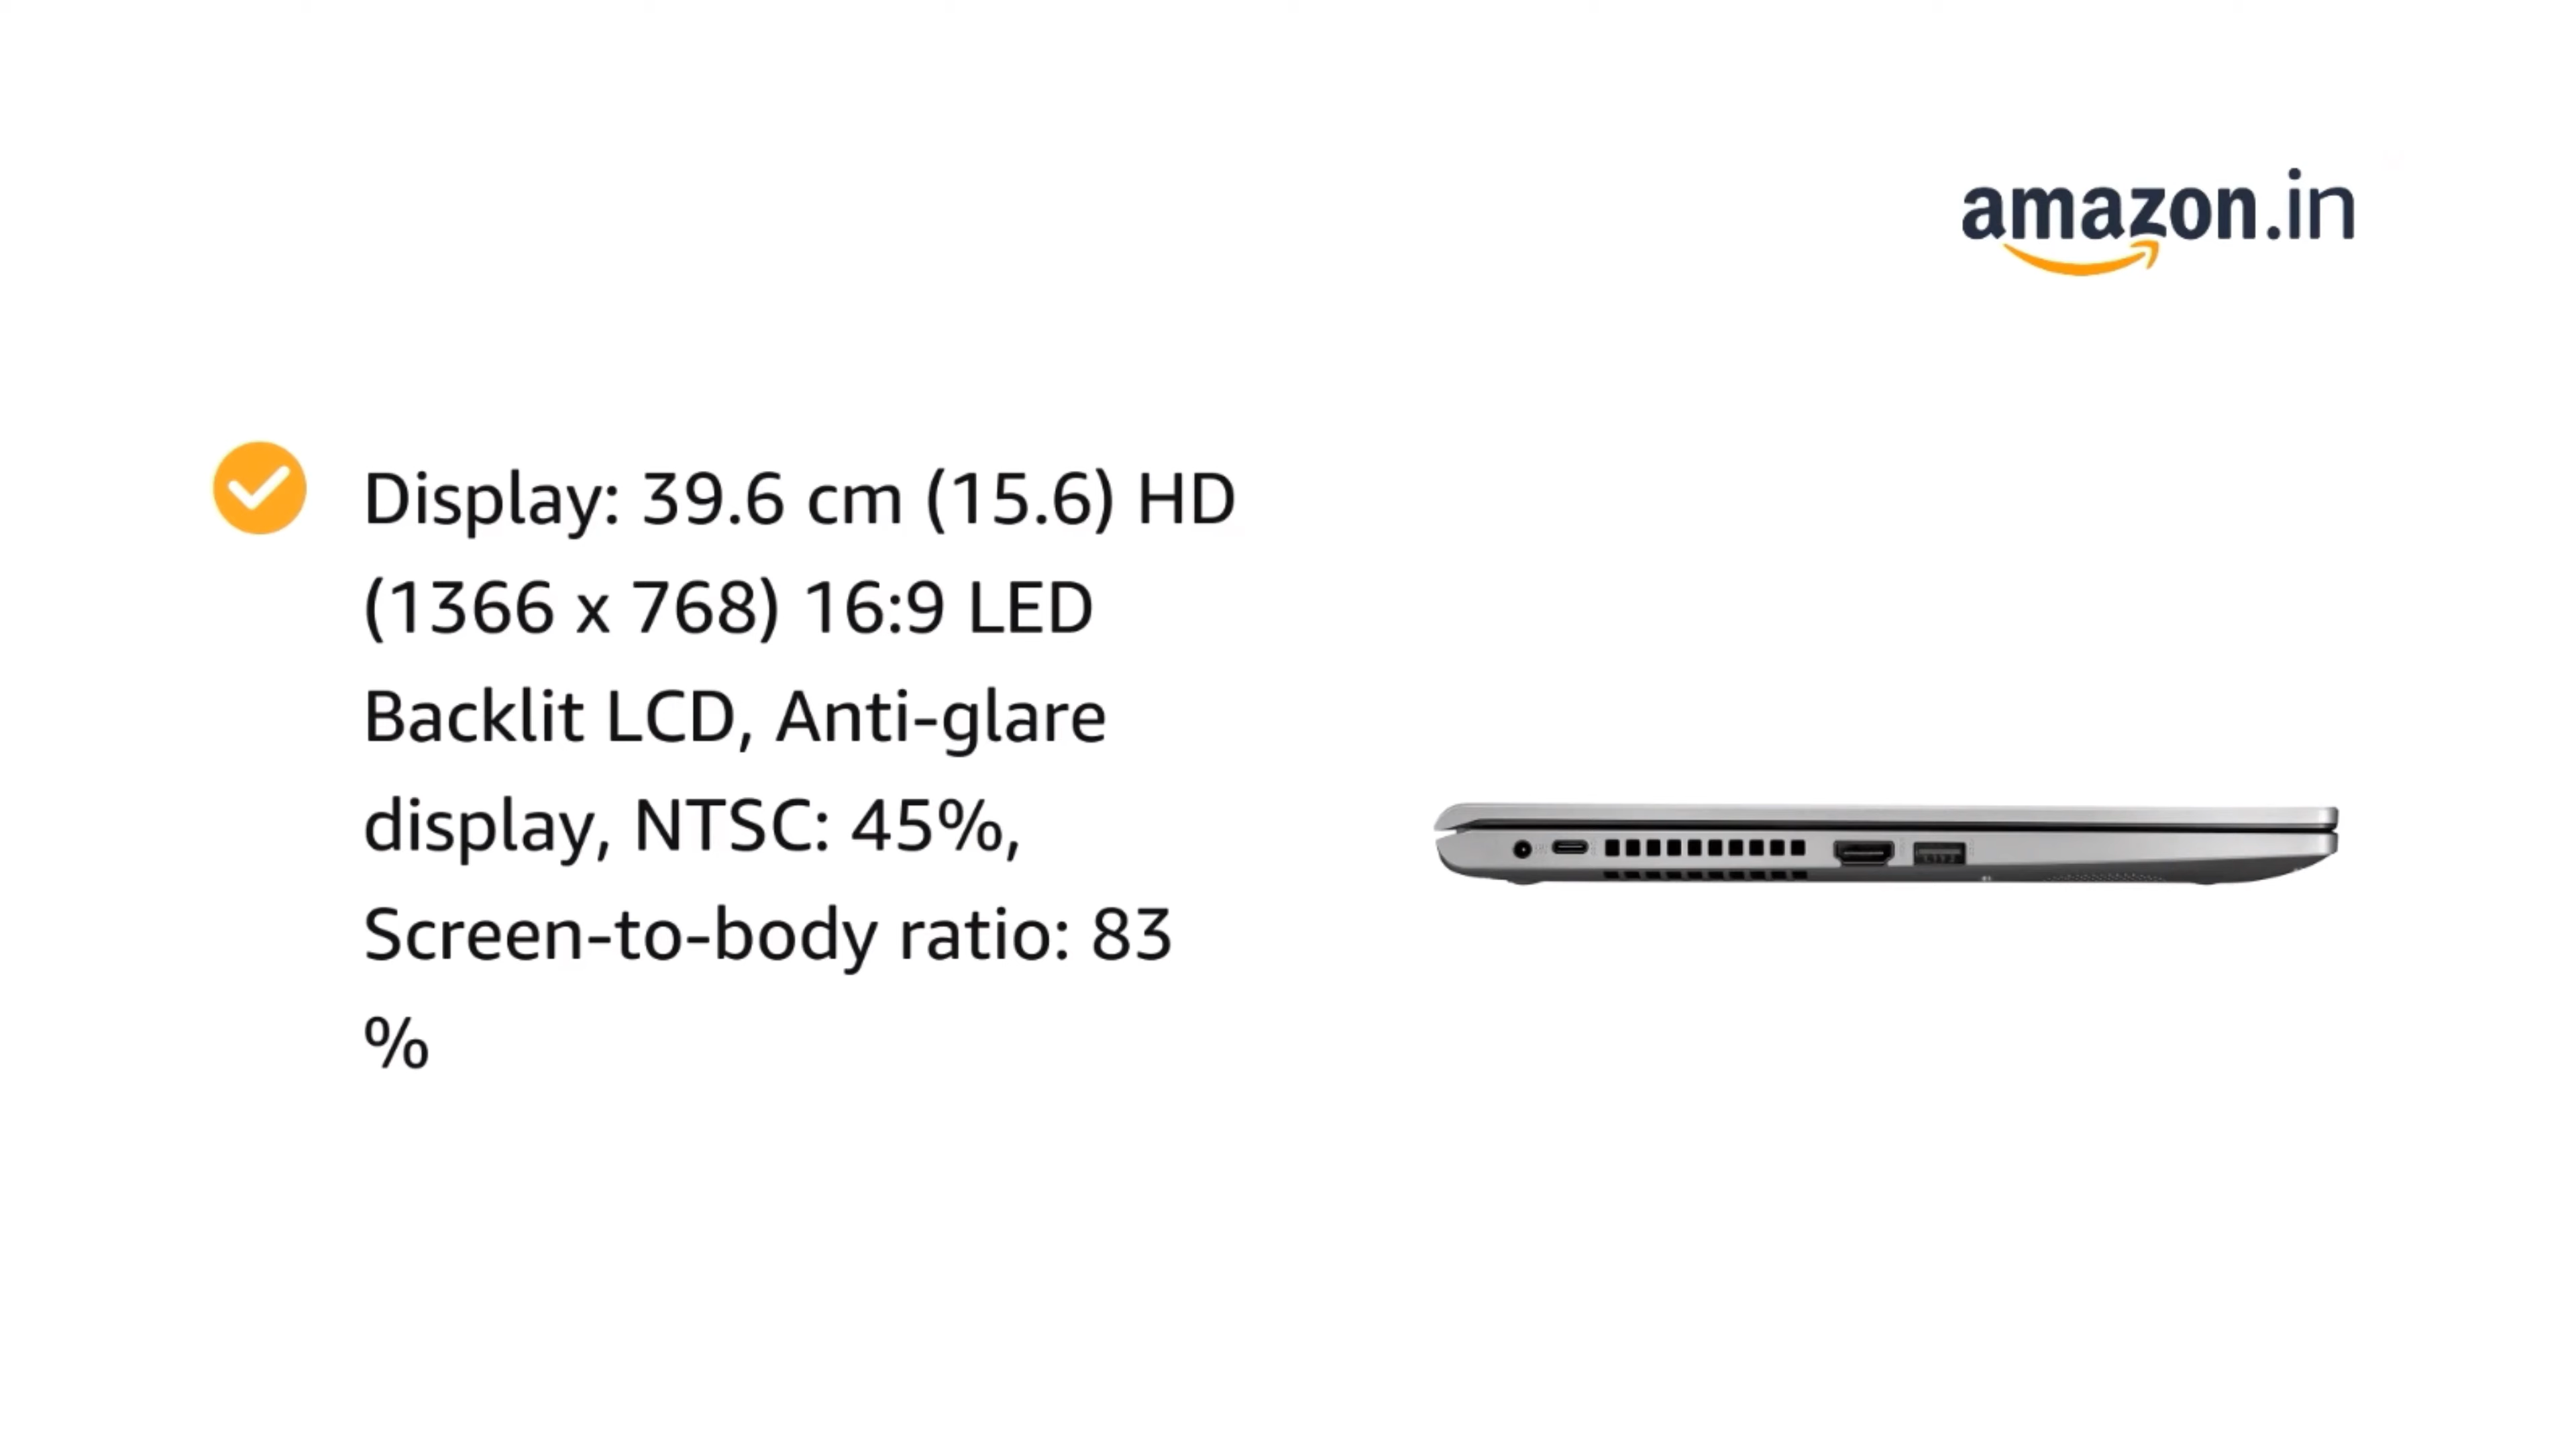 amazon.in
Display: 39.6 cm (15.6) HD
(1366 x 768) 16:9 LED
Backlit LCD, Anti-glare
display, NTSC: 45%,
Screen-to-body ratio: 83
%